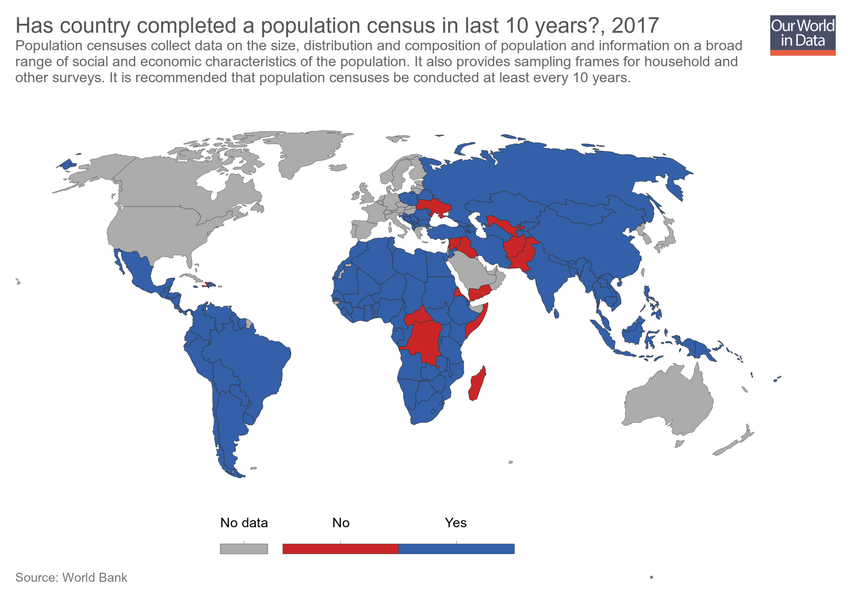 Has country completed a population census in last 10 years?, 2017
Our World
in Data
Population censuses collect data on the size, distribution and composition of population and information on a broad
range of social and economic characteristics of the population. It also provides sampling frames for household and
other surveys. It is recommended that population censuses be conducted at least every 10 years.
No data
No
Yes
Source: World Bank